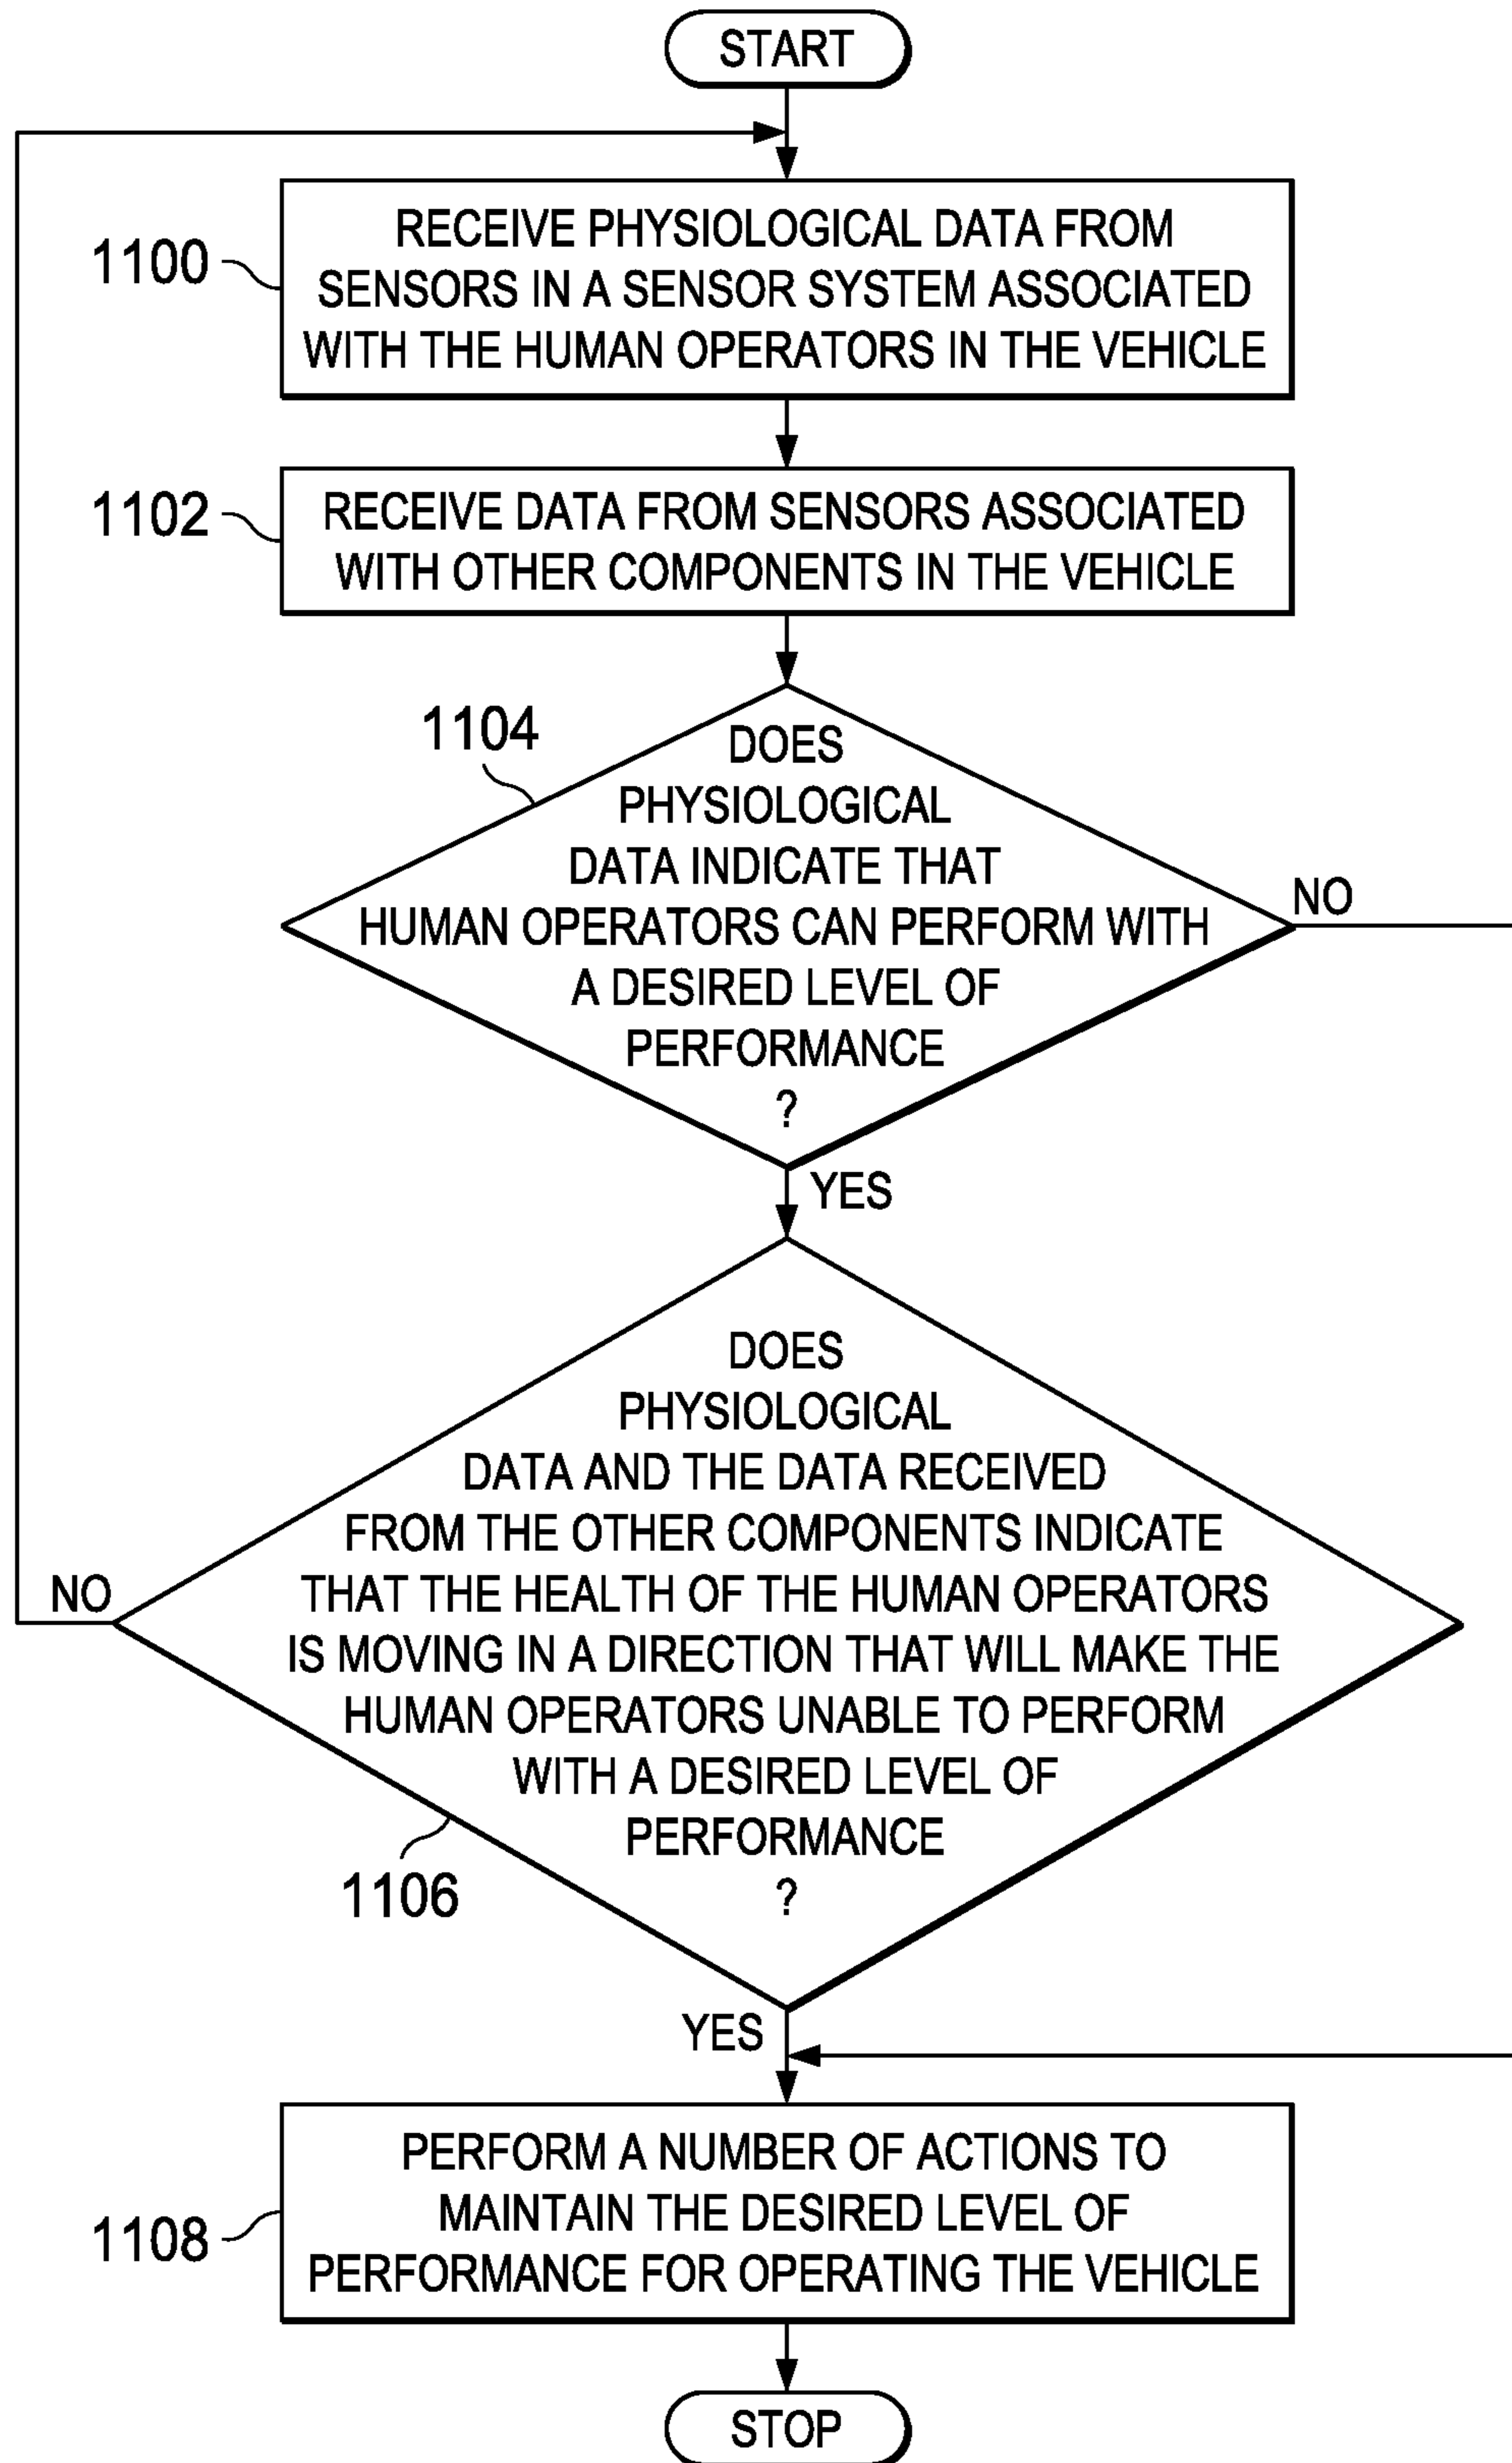 START
1100
RECEIVE PHYSIOLOGICAL DATA FROM
SENSORS IN A SENSOR SYSTEM ASSOCIATED
WITH THE HUMAN OPERATORS IN THE VEHICLE
1102
RECEIVE DATA FROM SENSORS ASSOCIATED
WITH OTHER COMPONENTS IN THE VEHICLE
1104
DOES
PHYSIOLOGICAL
DATA INDICATE THAT
HUMAN OPERATORS CAN PERFORM WITH
A DESIRED LEVEL OF
PERFORMANCE
?
NO
YES
DOES
PHYSIOLOGICAL
DATA AND THE DATA RECEIVED
FROM THE OTHER COMPONENTS INDICATE
THAT THE HEALTH OF THE HUMAN OPERATORS
IS MOVING IN A DIRECTION THAT WILL MAKE THE
HUMAN OPERATORS UNABLE TO PERFORM
WITH A DESIRED LEVEL OF
PERFORMANCE
?
NO
1106
YES
1108
PERFORM A NUMBER OF ACTIONS TO
MAINTAIN THE DESIRED LEVEL OF
PERFORMANCE FOR OPERATING THE VEHICLE
STOP